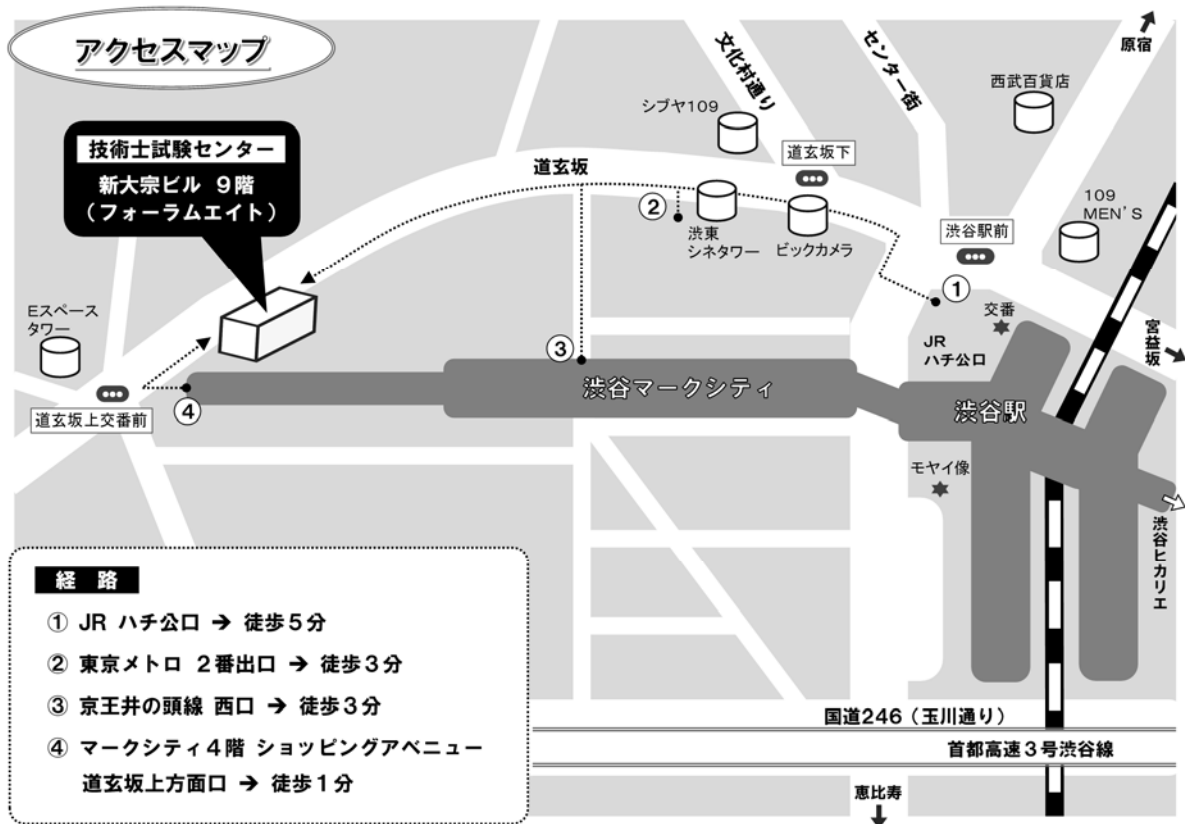 アクセスマップ
技術士試験センター
新大宗ビル 9階
（フォーラムエイト）
文化村通り
センター街
原宿
西武百貨店
シブヤ109
道玄坂下
道玄坂
②
渋東
シネタワー
ビックカメラ
渋谷駅前
109
MEN'S
①
交番
JR
ハチ公口
宮益坂
Eスペース
タワー
③
渋谷マークシティ
渋谷駅
④
道玄坂上交番前
モヤイ像
渋谷ヒカリエ
経 路
① JR ハチ公口 → 徒歩5分
② 東京メトロ 2番出口 → 徒歩3分
③ 京王井の頭線 西口 → 徒歩3分
④ マークシティ4階 ショッピングアベニュー
道玄坂上方面口 → 徒歩1分
国道246（玉川通り）
首都高速3号渋谷線
恵比寿